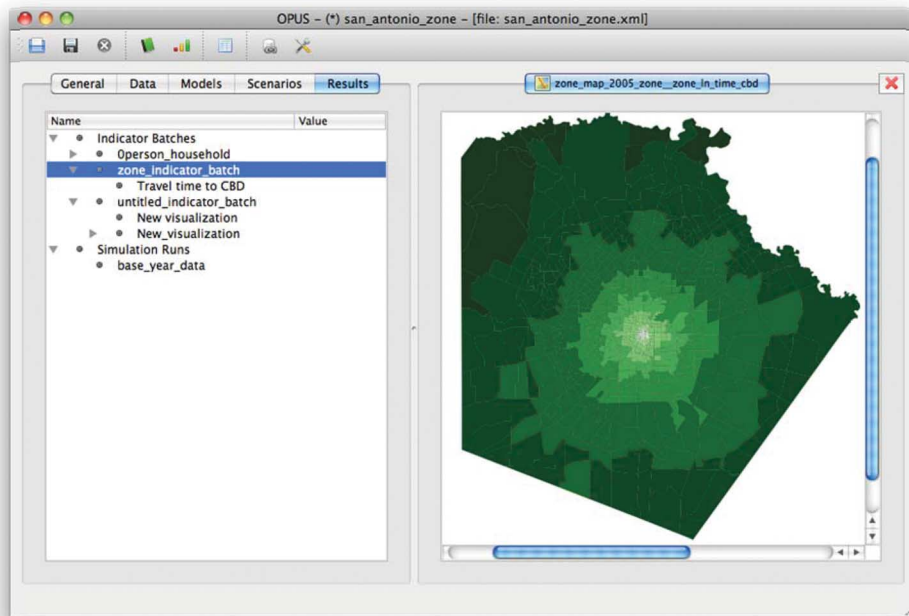 OPUS – (*) san_antonio_zone – [file: san_antonio_zone.xml]
General Data Models Scenarios Results
zone_map_2005_zone__zone_ln_time_cbd
Name Value
Indicator Batches
0person_household
zone_indicator_batch
Travel time to CBD
untitled_indicator_batch
New visualization
New_visualization
Simulation Runs
base_year_data